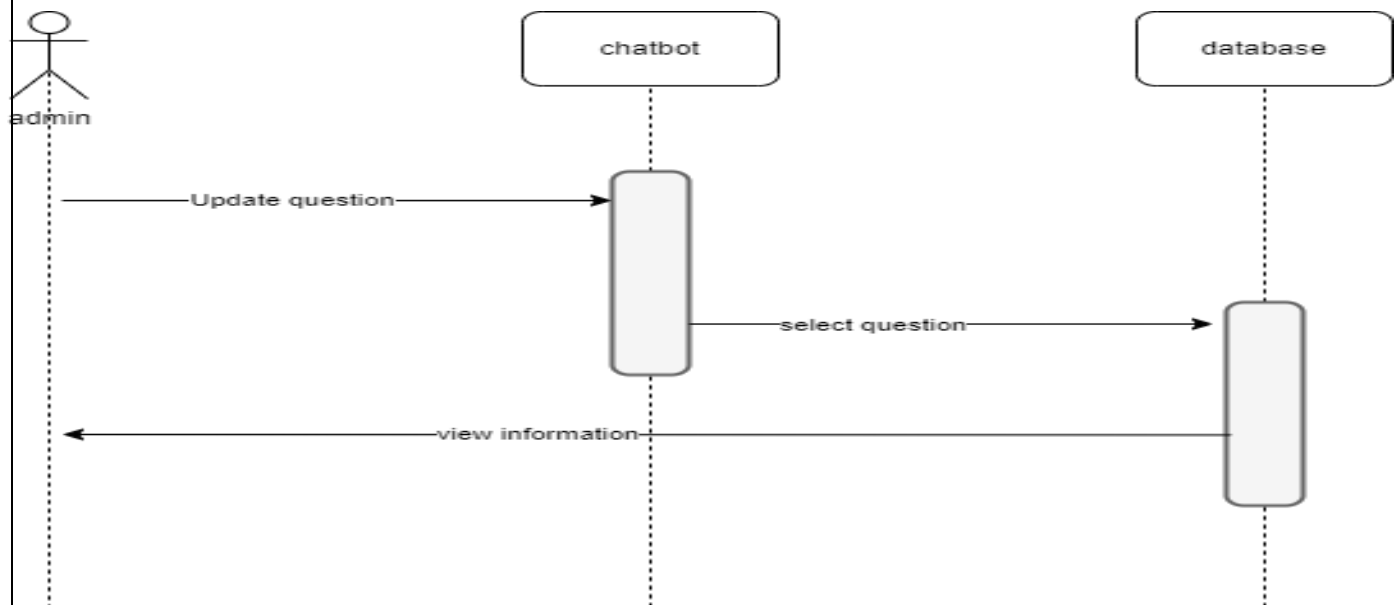 chatbot
database
admin
Update question
select question
view information